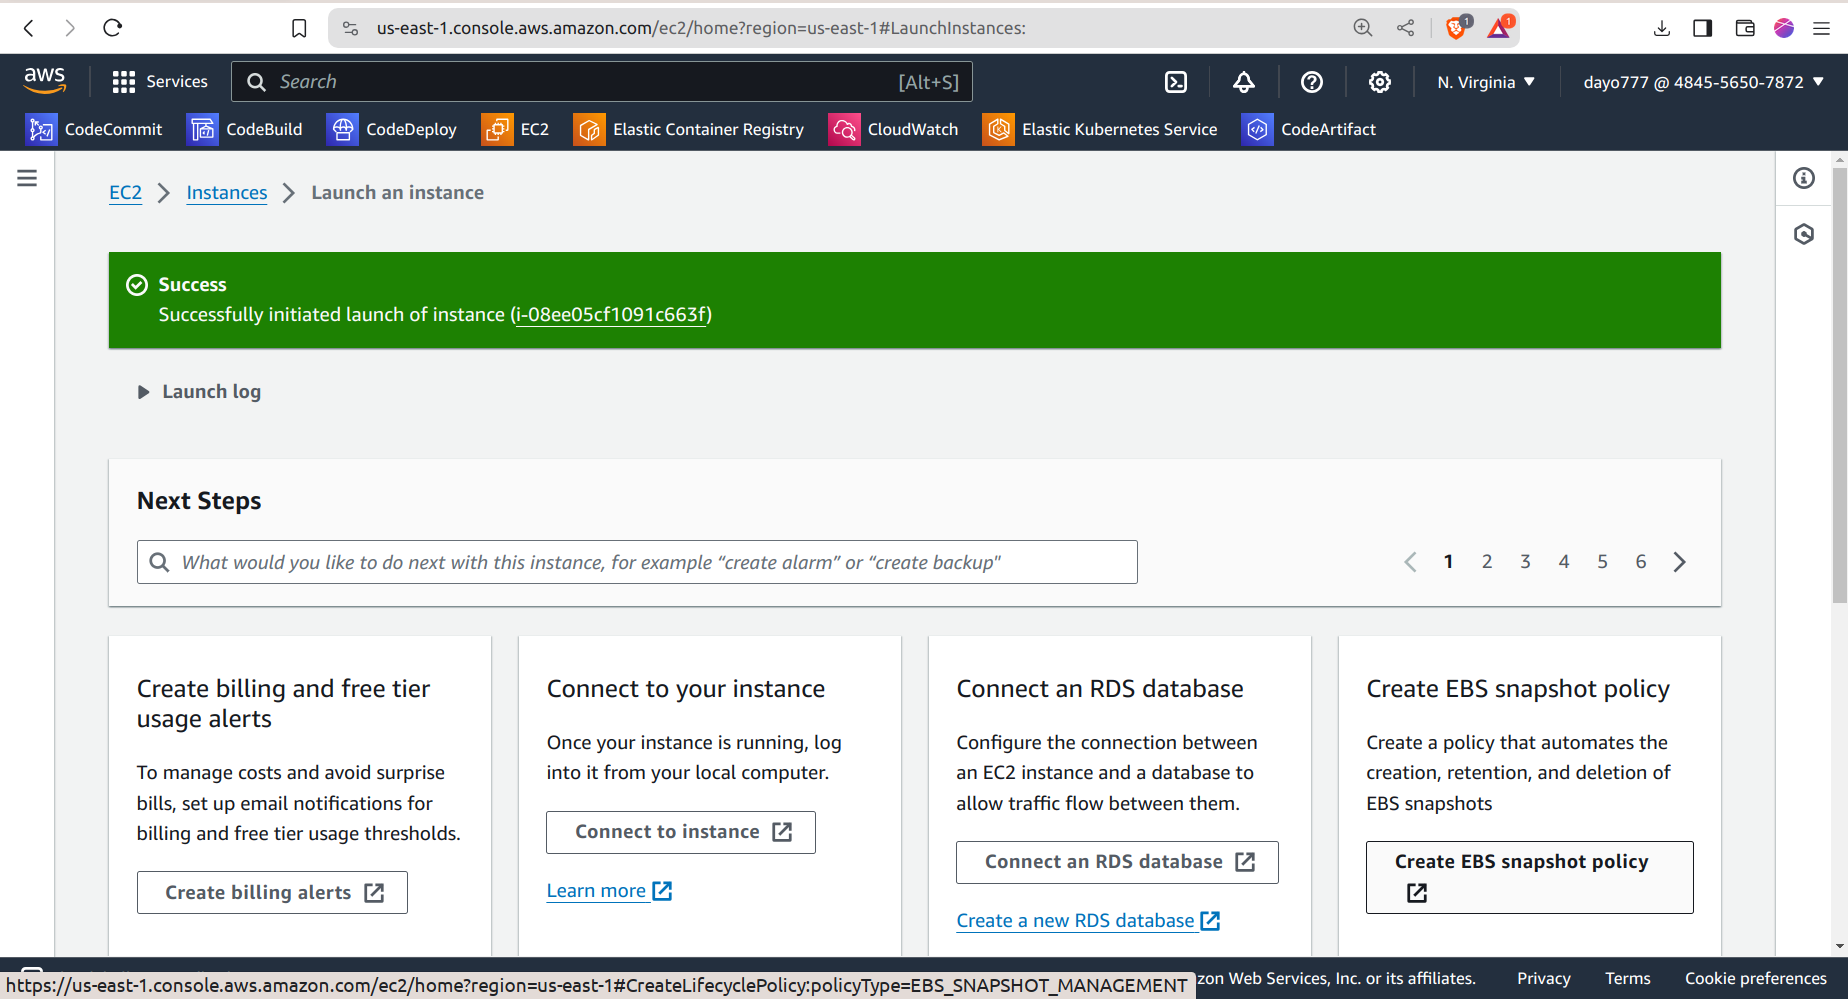 us-east-1.console.aws.amazon.com/ec2/home?region=us-east-1#LaunchInstances:
1
1
aws
Services
Search
[Alt+S]
N. Virginia
dayo777 @ 4845-5650-7872
CodeCommit
CodeBuild
CodeDeploy
EC2
Elastic Container Registry
CloudWatch
Elastic Kubernetes Service
CodeArtifact
EC2
Instances
Launch an instance
Success
Successfully initiated launch of instance (i-08ee05cf1091c663f)
Launch log
Next Steps
What would you like to do next with this instance, for example “create alarm” or “create backup"
1 2 3 4 5 6
Create billing and free tier
usage alerts
To manage costs and avoid surprise
bills, set up email notifications for
billing and free tier usage thresholds.
Create billing alerts
Connect to your instance
Once your instance is running, log
into it from your local computer.
Connect to instance
Learn more
Connect an RDS database
Configure the connection between
an EC2 instance and a database to
allow traffic flow between them.
Connect an RDS database
Create a new RDS database
Create EBS snapshot policy
Create a policy that automates the
creation, retention, and deletion of
EBS snapshots
Create EBS snapshot policy
https://us-east-1.console.aws.amazon.com/ec2/home?region=us-east-1#CreateLifecyclePolicy:policyType=EBS_SNAPSHOT_MANAGEMENT
zon Web Services, Inc. or its affiliates.
Privacy
Terms
Cookie preferences